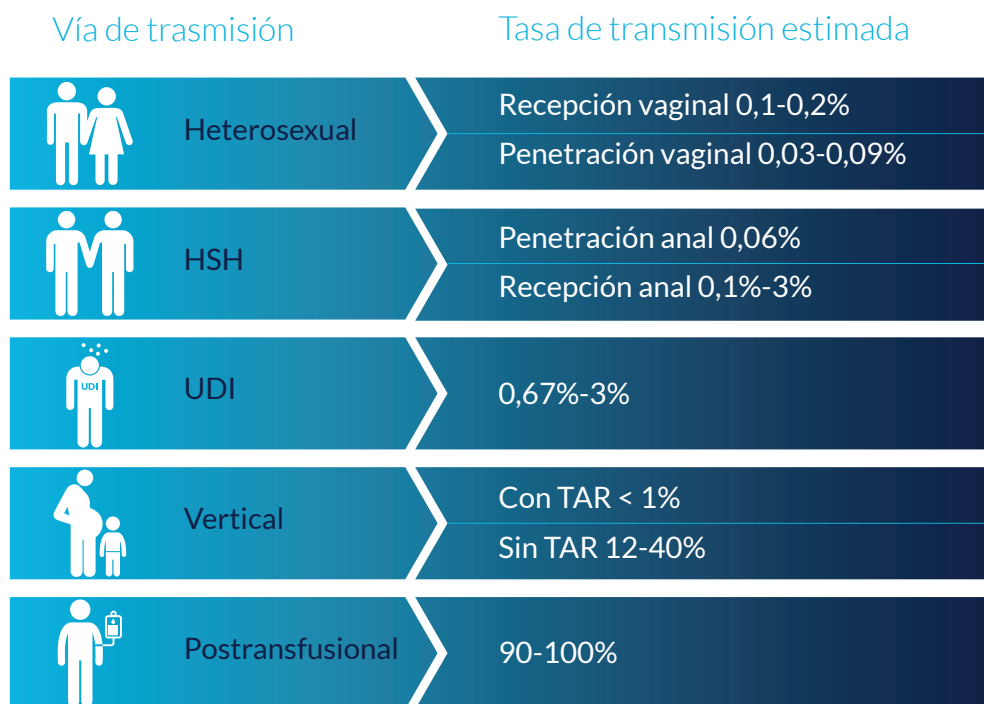 Vía de trasmisión
Tasa de transmisión estimada
Heterosexual
Recepción vaginal 0,1-0,2%
Penetración vaginal 0,03-0,09%
HSH
Penetración anal 0,06%
Recepción anal 0,1%-3%
UDI
UDI
0,67%-3%
Vertical
Con TAR < 1%
Sin TAR 12-40%
Postransfusional
90-100%